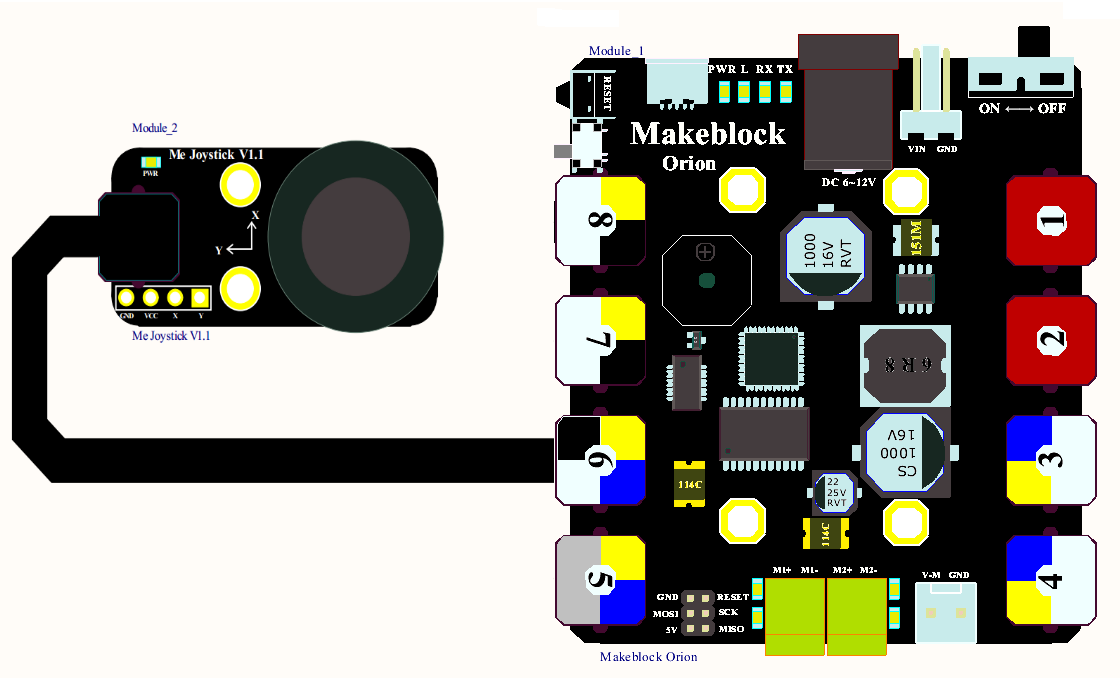 Module_1
PWR L RX TX
RESET
ON OFF
Makeblock
Orion
VIN GND
DC 6~12V
Module_2
Me Joystick V1.1
PWR
X
Y
GND VCC X Y
Me Joystick V1.1
8
7
6
5
1
2
3
4
1000
16V
RVT
151M
6R8
CS
1000
16V
22
25V
RVT
114C
114C
M1+ M1- M2+ M2-
V-M GND
GND RESET
MOSI SCK
5V MISO
Makeblock Orion